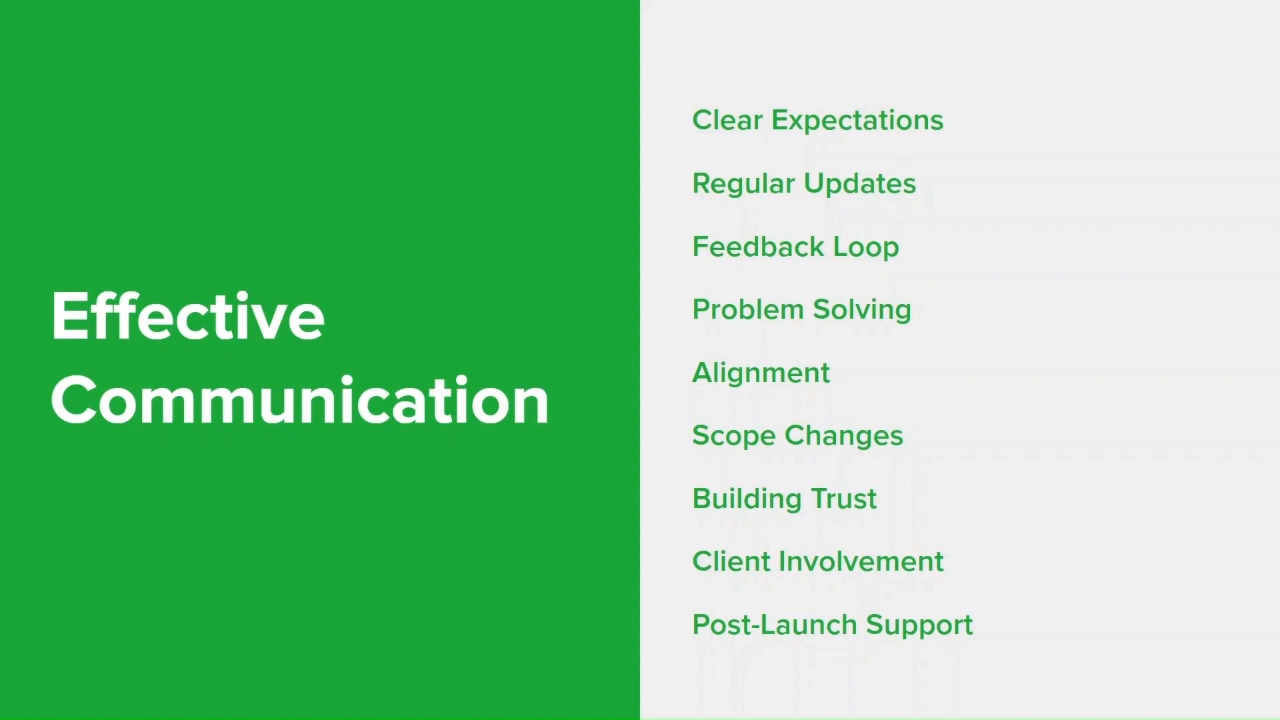 Effective
Communication
Clear Expectations
Regular Updates
Feedback Loop
Problem Solving
Alignment
Scope Changes
Building Trust
Client Involvement
Post-Launch Support